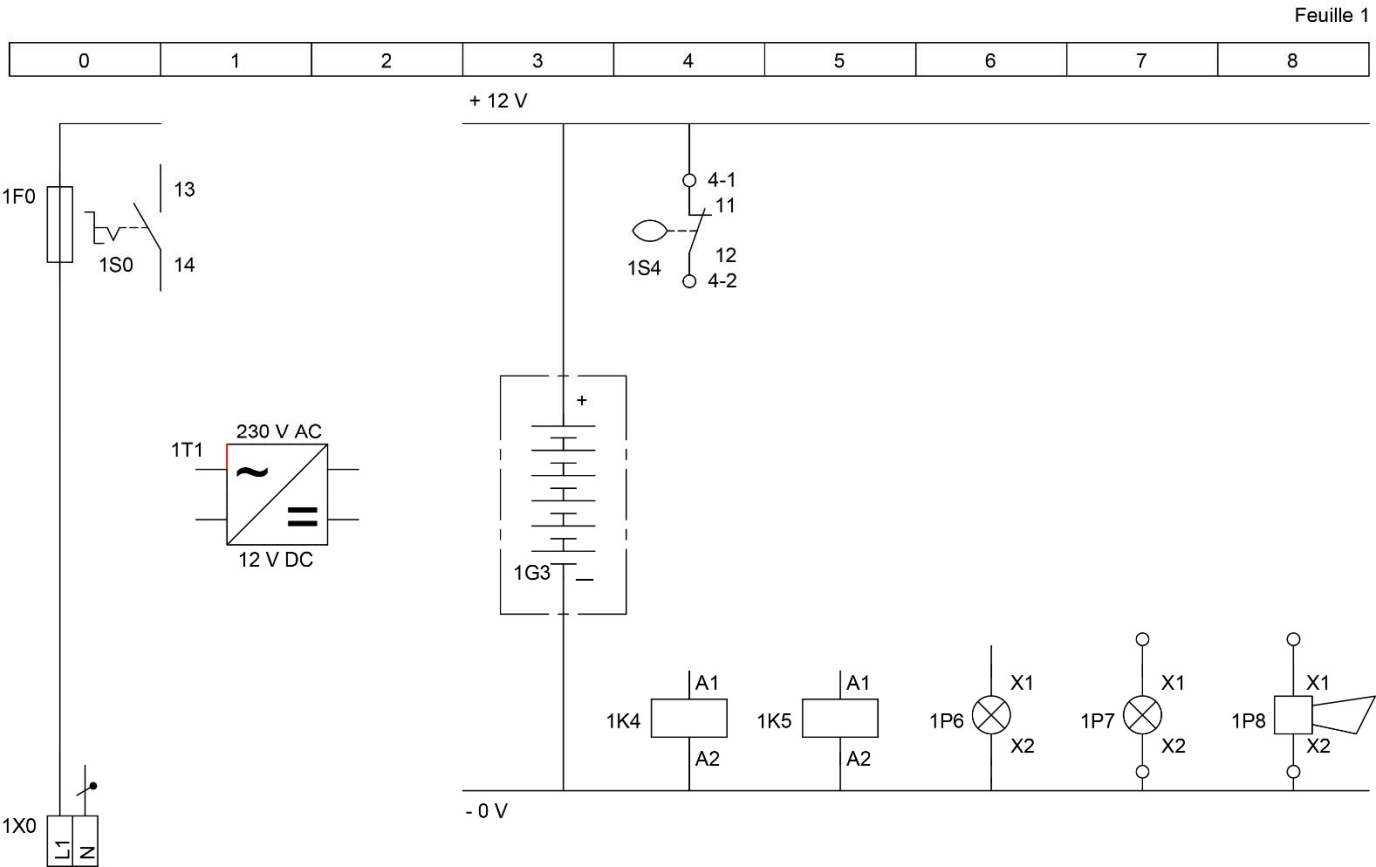 Feuille 1
0 1 2 3 4 5 6 7 8
+ 12 V
1F0
13
1S0
14
4-1
11
1S4
12
4-2
1T1
230 V AC
~
=
12 V DC
+
1G3
–
1K4
A1
A2
1K5
A1
A2
1P6
X1
X2
1P7
X1
X2
1P8
X1
X2
- 0 V
1X0
L1
N